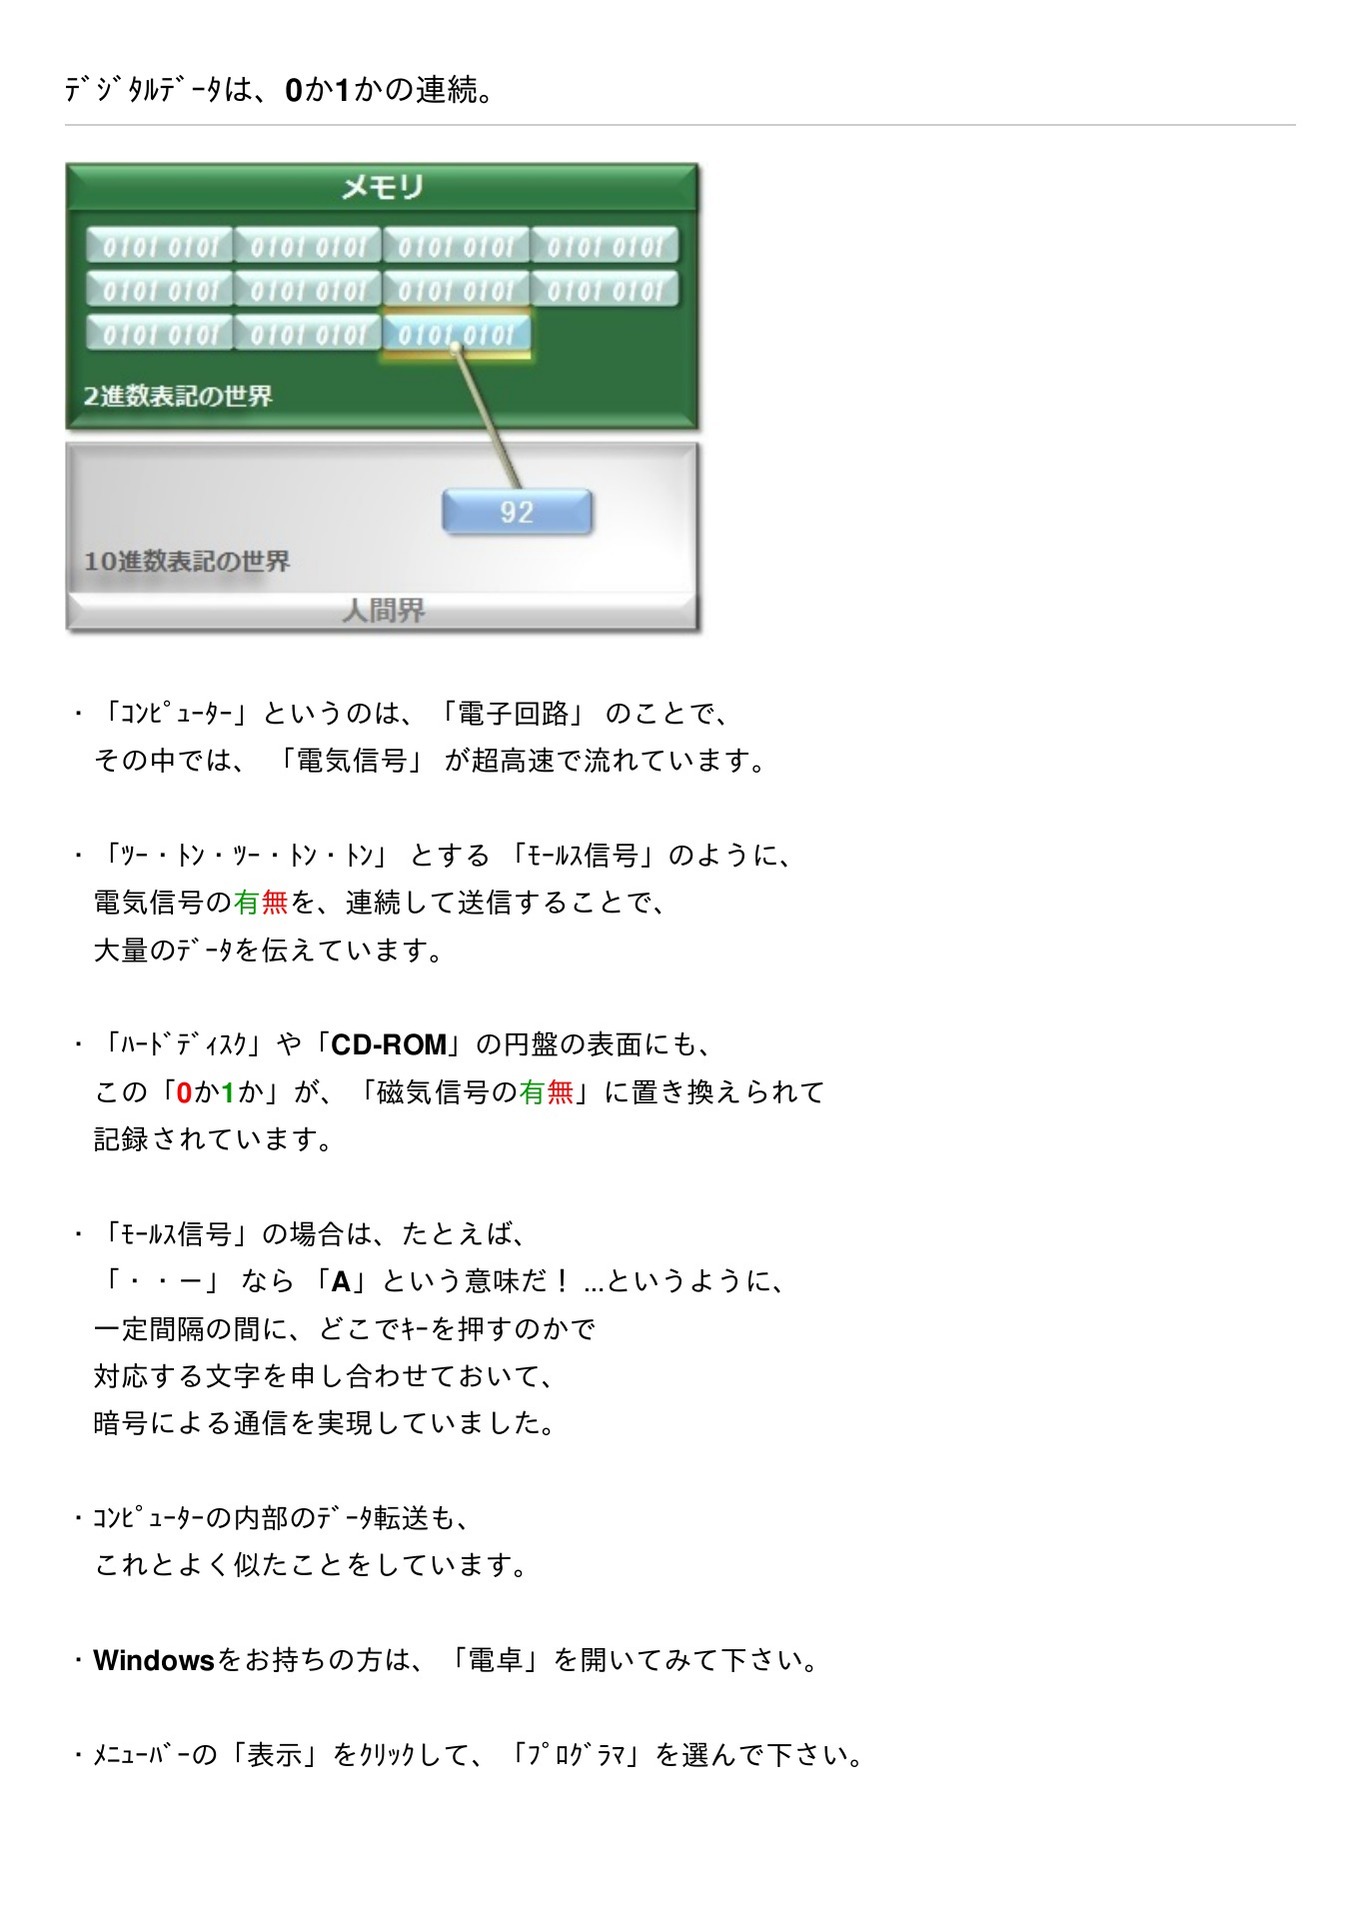 ﾃﾞｼﾞﾀﾙﾃﾞｰﾀは、0か1かの連続。
メモリ
0101 0101 0101 0101 0101 0101 0101 0101
0101 0101 0101 0101 0101 0101 0101 0101
0101 0101 0101 0101 0101 0101
2進数表記の世界
92
10進数表記の世界
人間界
・「ｺﾝﾋﾟｭｰﾀｰ」というのは、「電子回路」 のことで、
その中では、 「電気信号」 が超高速で流れています。
・「ﾂｰ・ﾄﾝ・ﾂｰ・ﾄﾝ・ﾄﾝ」 とする 「ﾓｰﾙｽ信号」のように、
電気信号の有無を、連続して送信することで、
大量のﾃﾞｰﾀを伝えています。
・「ﾊｰﾄﾞﾃﾞｨｽｸ」や「CD-ROM」の円盤の表面にも、
この「0か1か」が、「磁気信号の有無」に置き換えられて
記録されています。
・「ﾓｰﾙｽ信号」の場合は、たとえば、
「・・－」 なら 「A」という意味だ！ ...というように、
一定間隔の間に、どこでｷｰを押すのかで
対応する文字を申し合わせておいて、
暗号による通信を実現していました。
・ｺﾝﾋﾟｭｰﾀｰの内部のﾃﾞｰﾀ転送も、
これとよく似たことをしています。
・Windowsをお持ちの方は、「電卓」を開いてみて下さい。
・ﾒﾆｭｰﾊﾞｰの「表示」をｸﾘｯｸして、「ﾌﾟﾛｸﾞﾗﾏ」を選んで下さい。